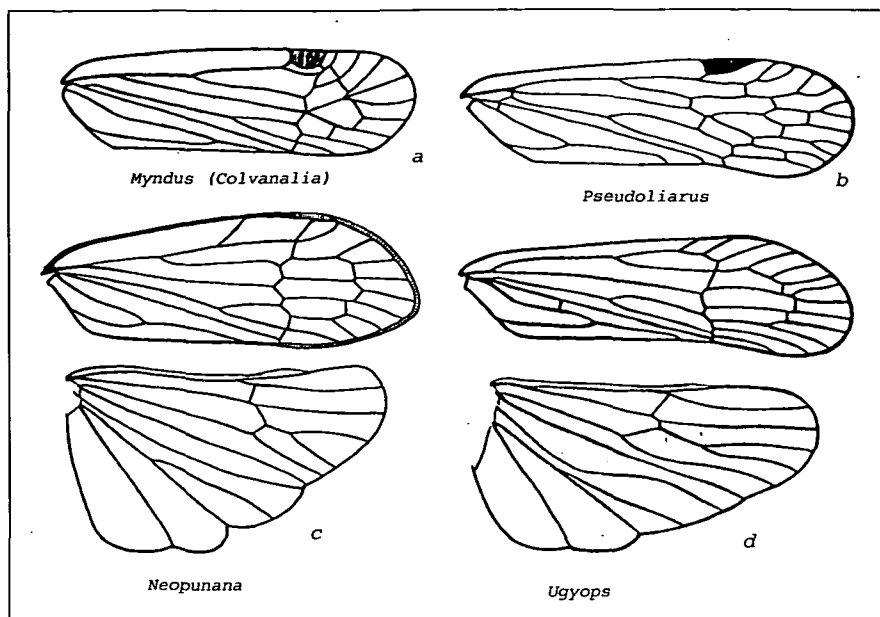 a
Myndus (Colvanalia)
b
Pseudoliarus
c
Neopunana
d
Ugyops